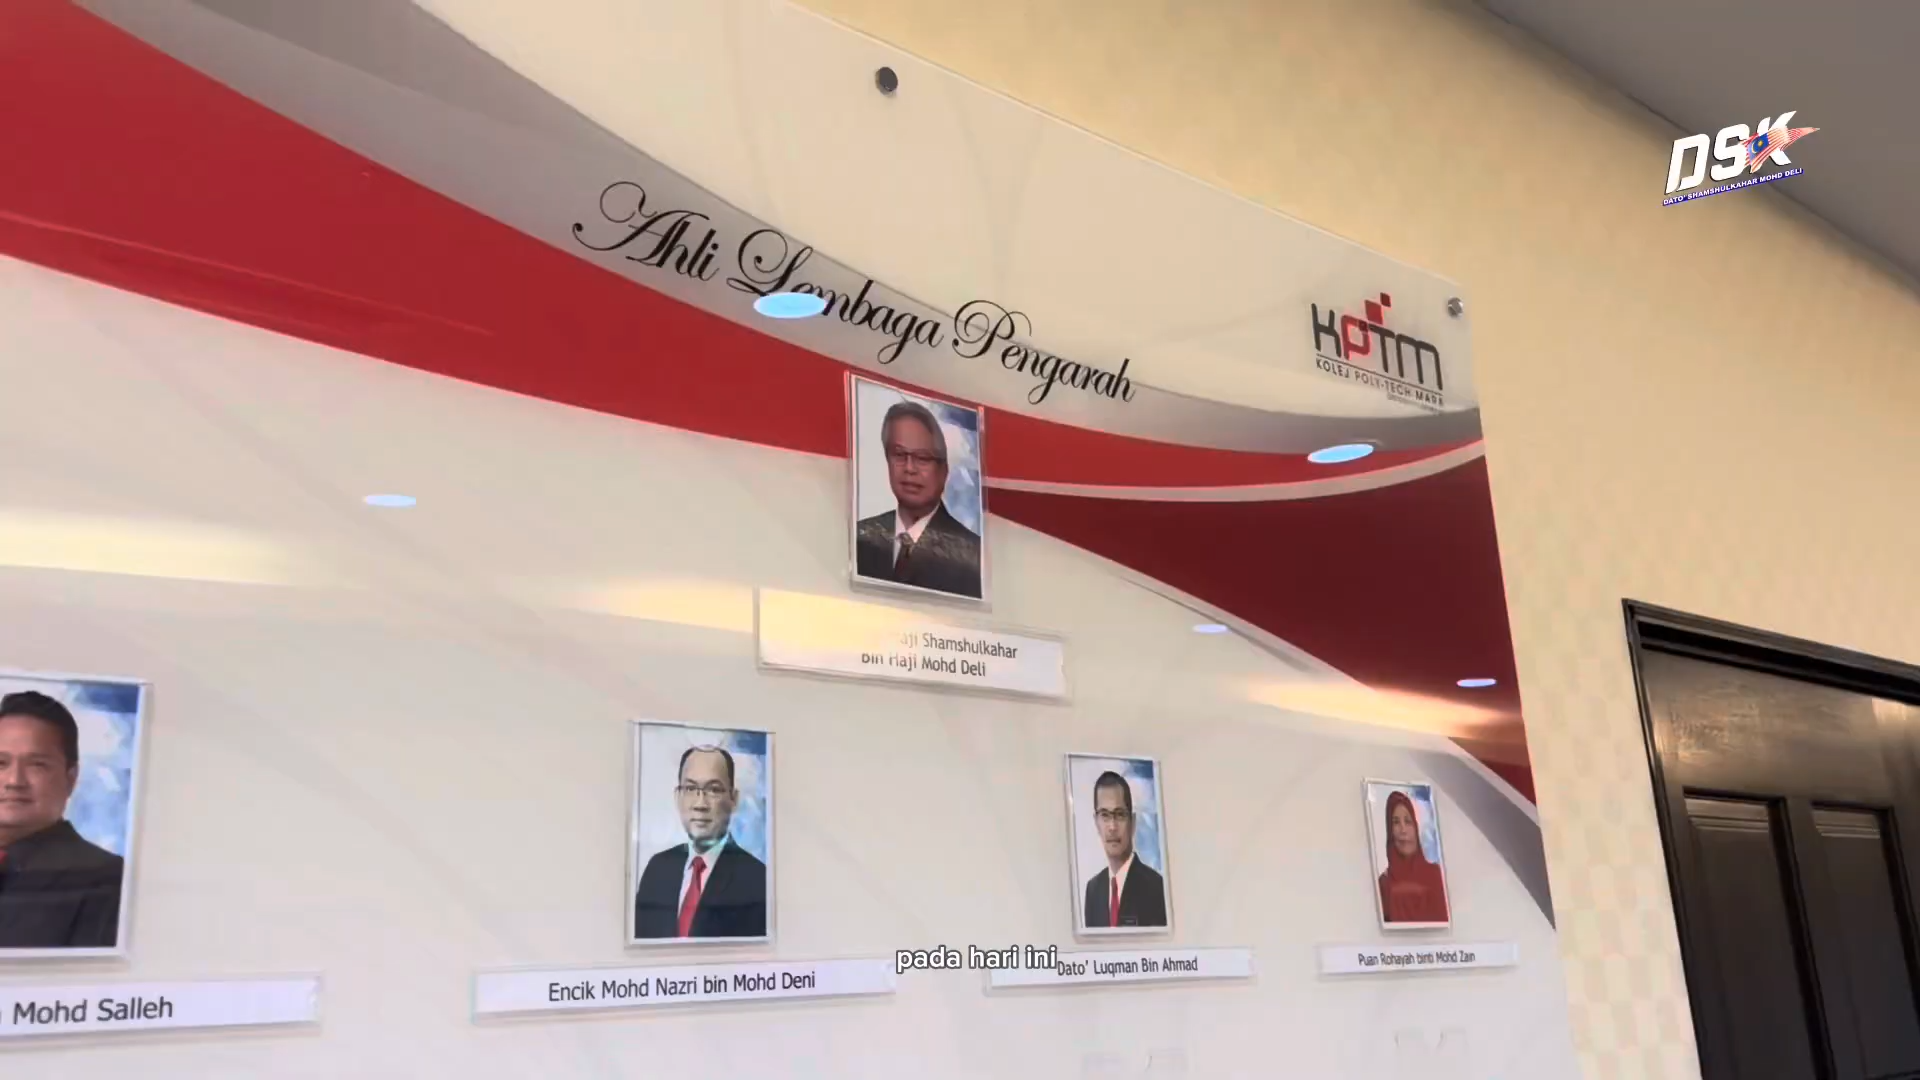 DSK
DATO' SHAMSHULKAHAR MOHD DELI
Ahli Lembaga Pengarah
KPTM
KOLEJ POLY-TECH MARA
Haji Shamshulkahar
Bin Haji Mohd Deli
Mohd Salleh
Encik Mohd Nazri bin Mohd Deni
Dato' Luqman Bin Ahmad
Puan Rohayah binti Mohd Zain
pada hari ini